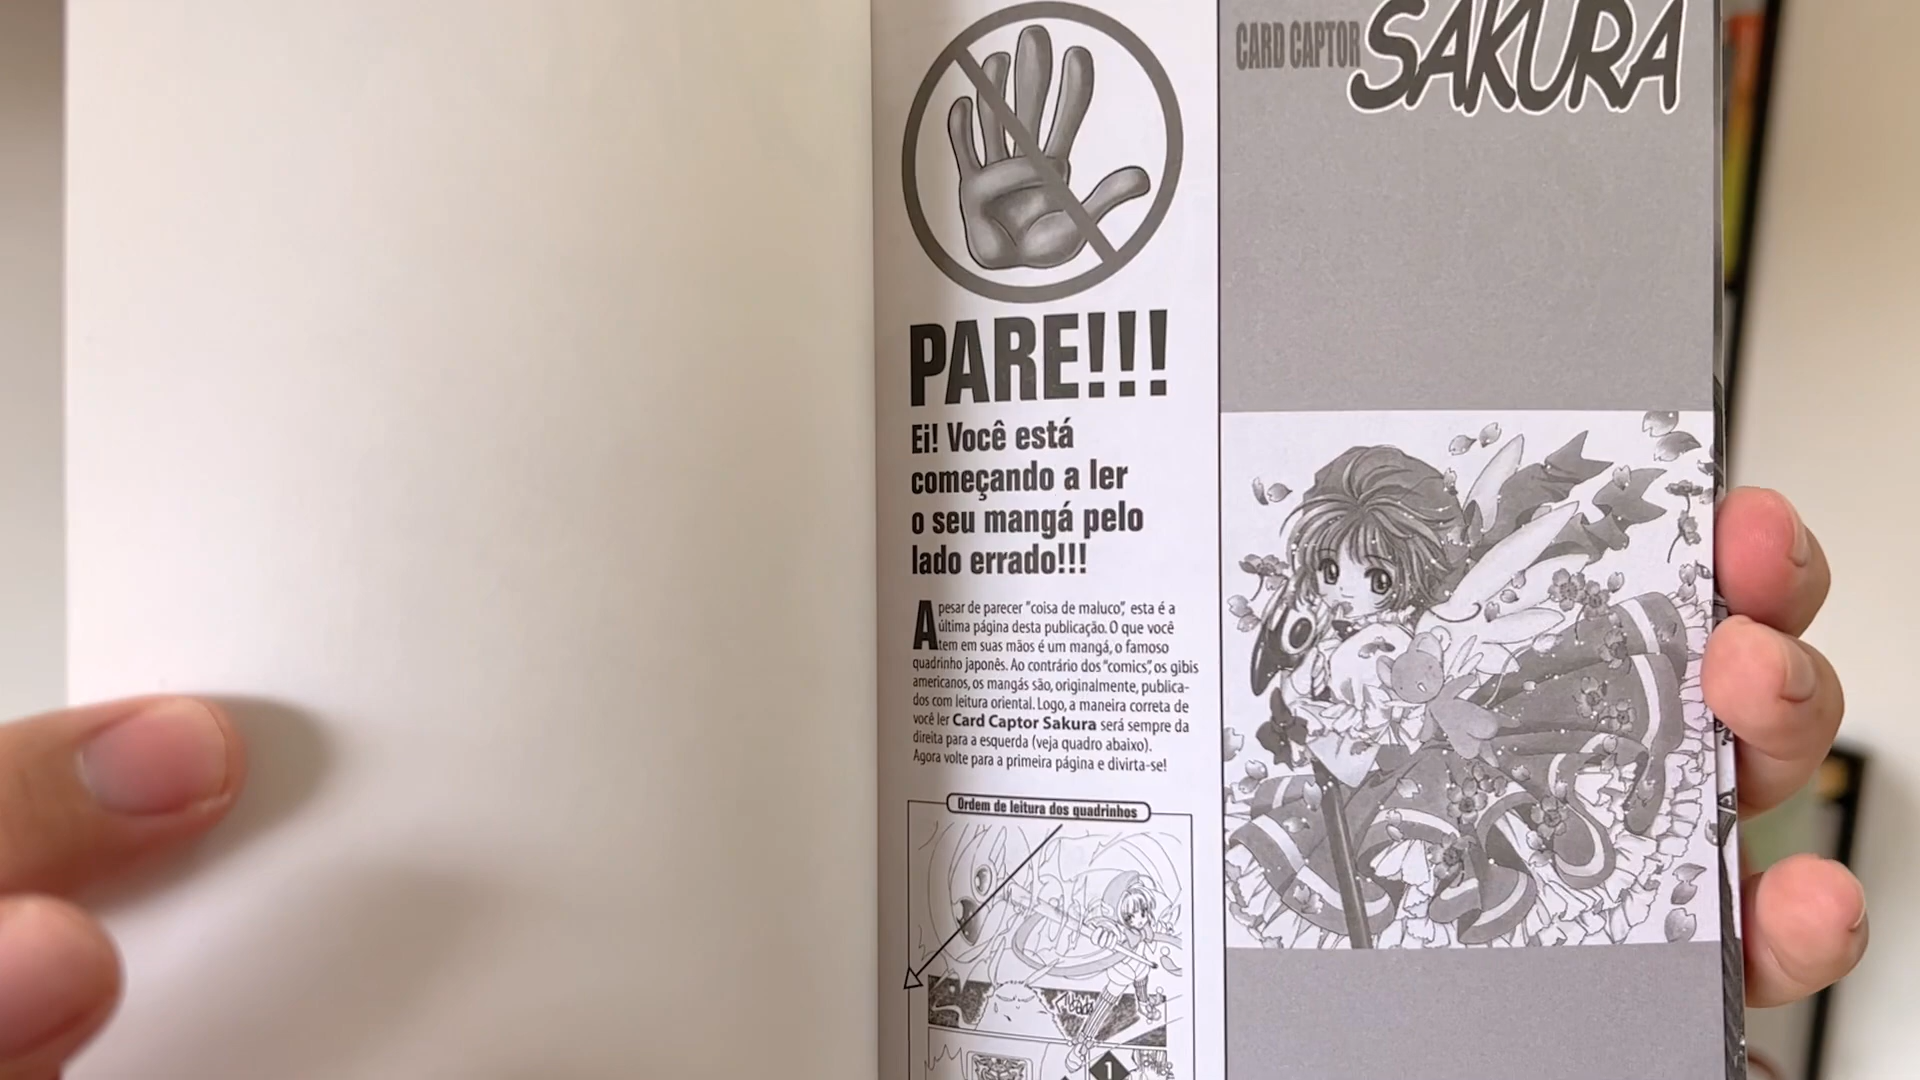 PARE!!!
Ei! Você está
começando a ler
o seu mangá pelo
lado errado!!!
Apesar de parecer "coisa de maluco", esta é a
última página desta publicação. O que você
tem em suas mãos é um mangá, o famoso
quadrinho japonês. Ao contrário dos "comics", os gibis
americanos, os mangás são, originalmente, publica-
dos com leitura oriental. Logo, a maneira correta de
você ler Card Captor Sakura será sempre da
direita para a esquerda (veja quadro abaixo).
Agora volte para a primeira página e divirta-se!
Ordem de leitura dos quadrinhos
1
CARD CAPTOR SAKURA